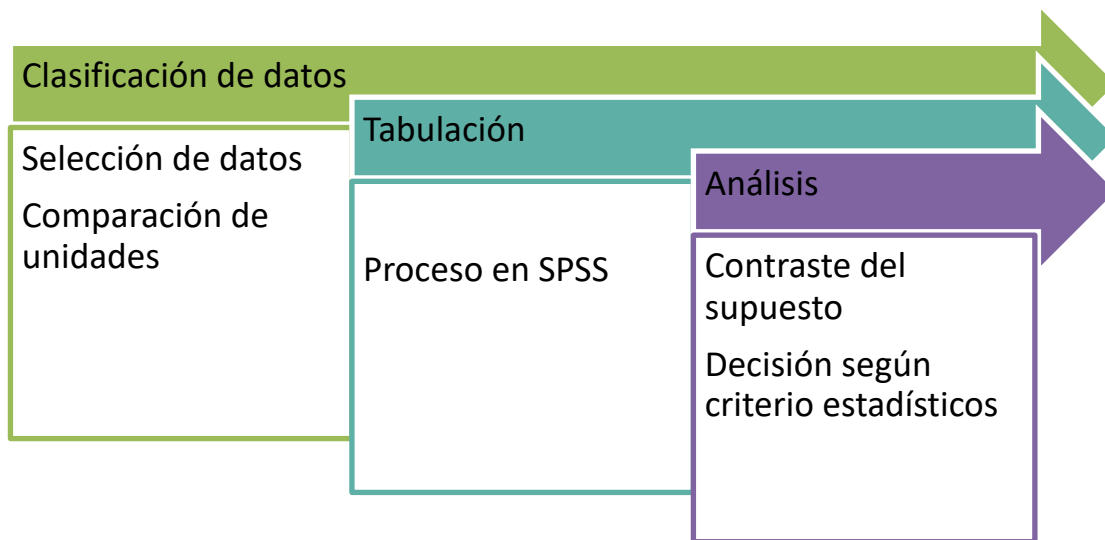 Clasificación de datos
Selección de datos
Comparación de
unidades
Tabulación
Proceso en SPSS
Análisis
Contraste del
supuesto
Decisión según
criterio estadísticos